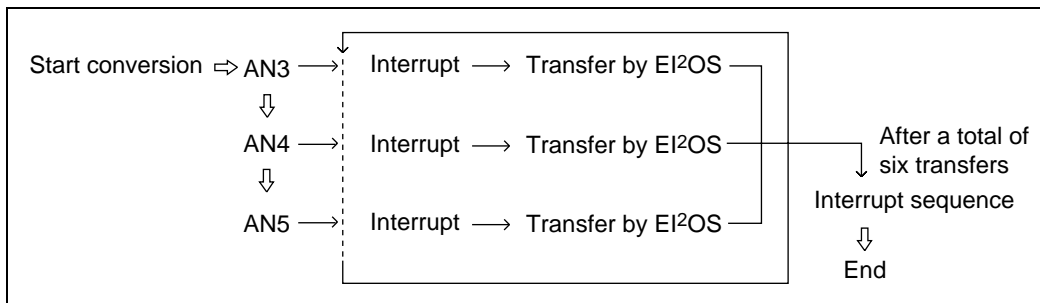 Start conversion ⇨ AN3 → Interrupt → Transfer by EI²OS
⇩
AN4 → Interrupt → Transfer by EI²OS
⇩
AN5 → Interrupt → Transfer by EI²OS
After a total of
six transfers
Interrupt sequence
⇩
End